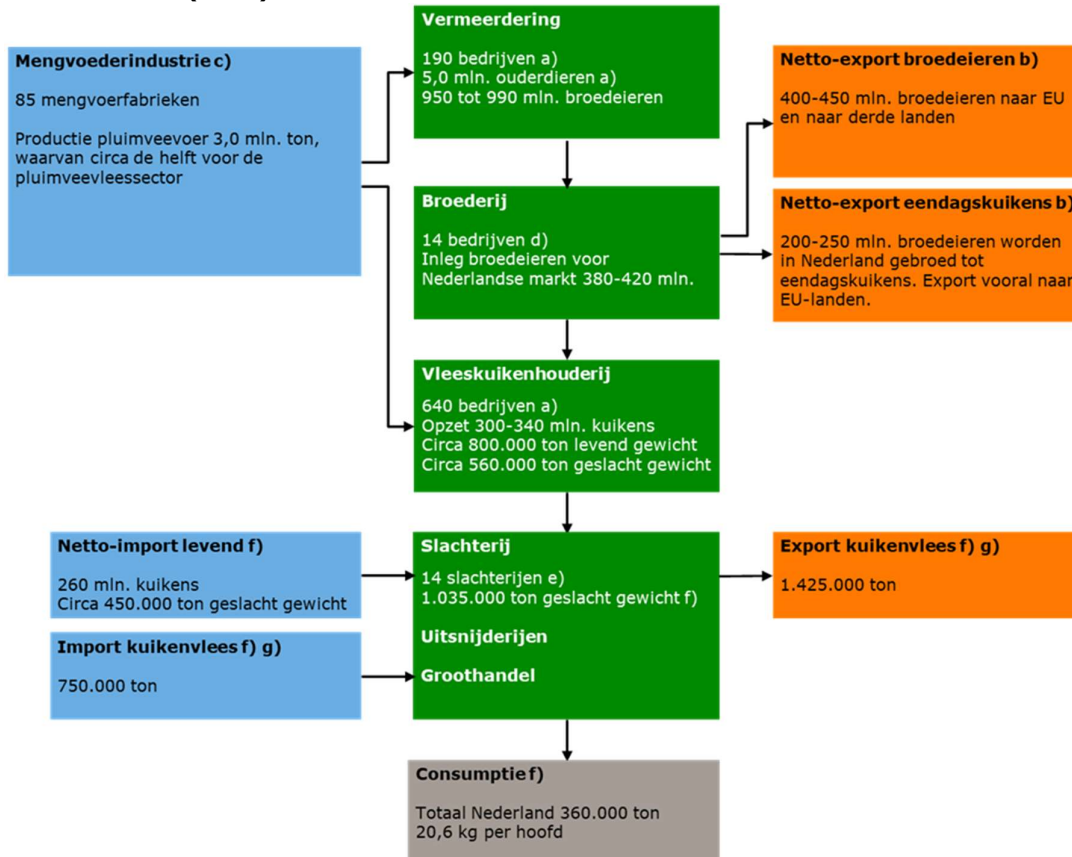 Vermeerdering
190 bedrijven a)
5,0 mln. ouderdieren a)
950 tot 990 mln. broedeieren
Mengvoederindustrie c)
85 mengvoerfabrieken
Productie pluimveevoer 3,0 mln. ton,
waarvan circa de helft voor de
pluimveevleessector
Netto-export broedeieren b)
400-450 mln. broedeieren naar EU
en naar derde landen
Broederij
14 bedrijven d)
Inleg broedeieren voor
Nederlandse markt 380-420 mln.
Netto-export eendagskuikens b)
200-250 mln. broedeieren worden
in Nederland gebroed tot
eendagskuikens. Export vooral naar
EU-landen.
Vleeskuikenhouderij
640 bedrijven a)
Opzet 300-340 mln. kuikens
Circa 800.000 ton levend gewicht
Circa 560.000 ton geslacht gewicht
Netto-import levend f)
260 mln. kuikens
Circa 450.000 ton geslacht gewicht
Slachterij
14 slachterijen e)
1.035.000 ton geslacht gewicht f)
Uitsnijderijen
Groothandel
Export kuikenvlees f) g)
1.425.000 ton
Import kuikenvlees f) g)
750.000 ton
Consumptie f)
Totaal Nederland 360.000 ton
20,6 kg per hoofd